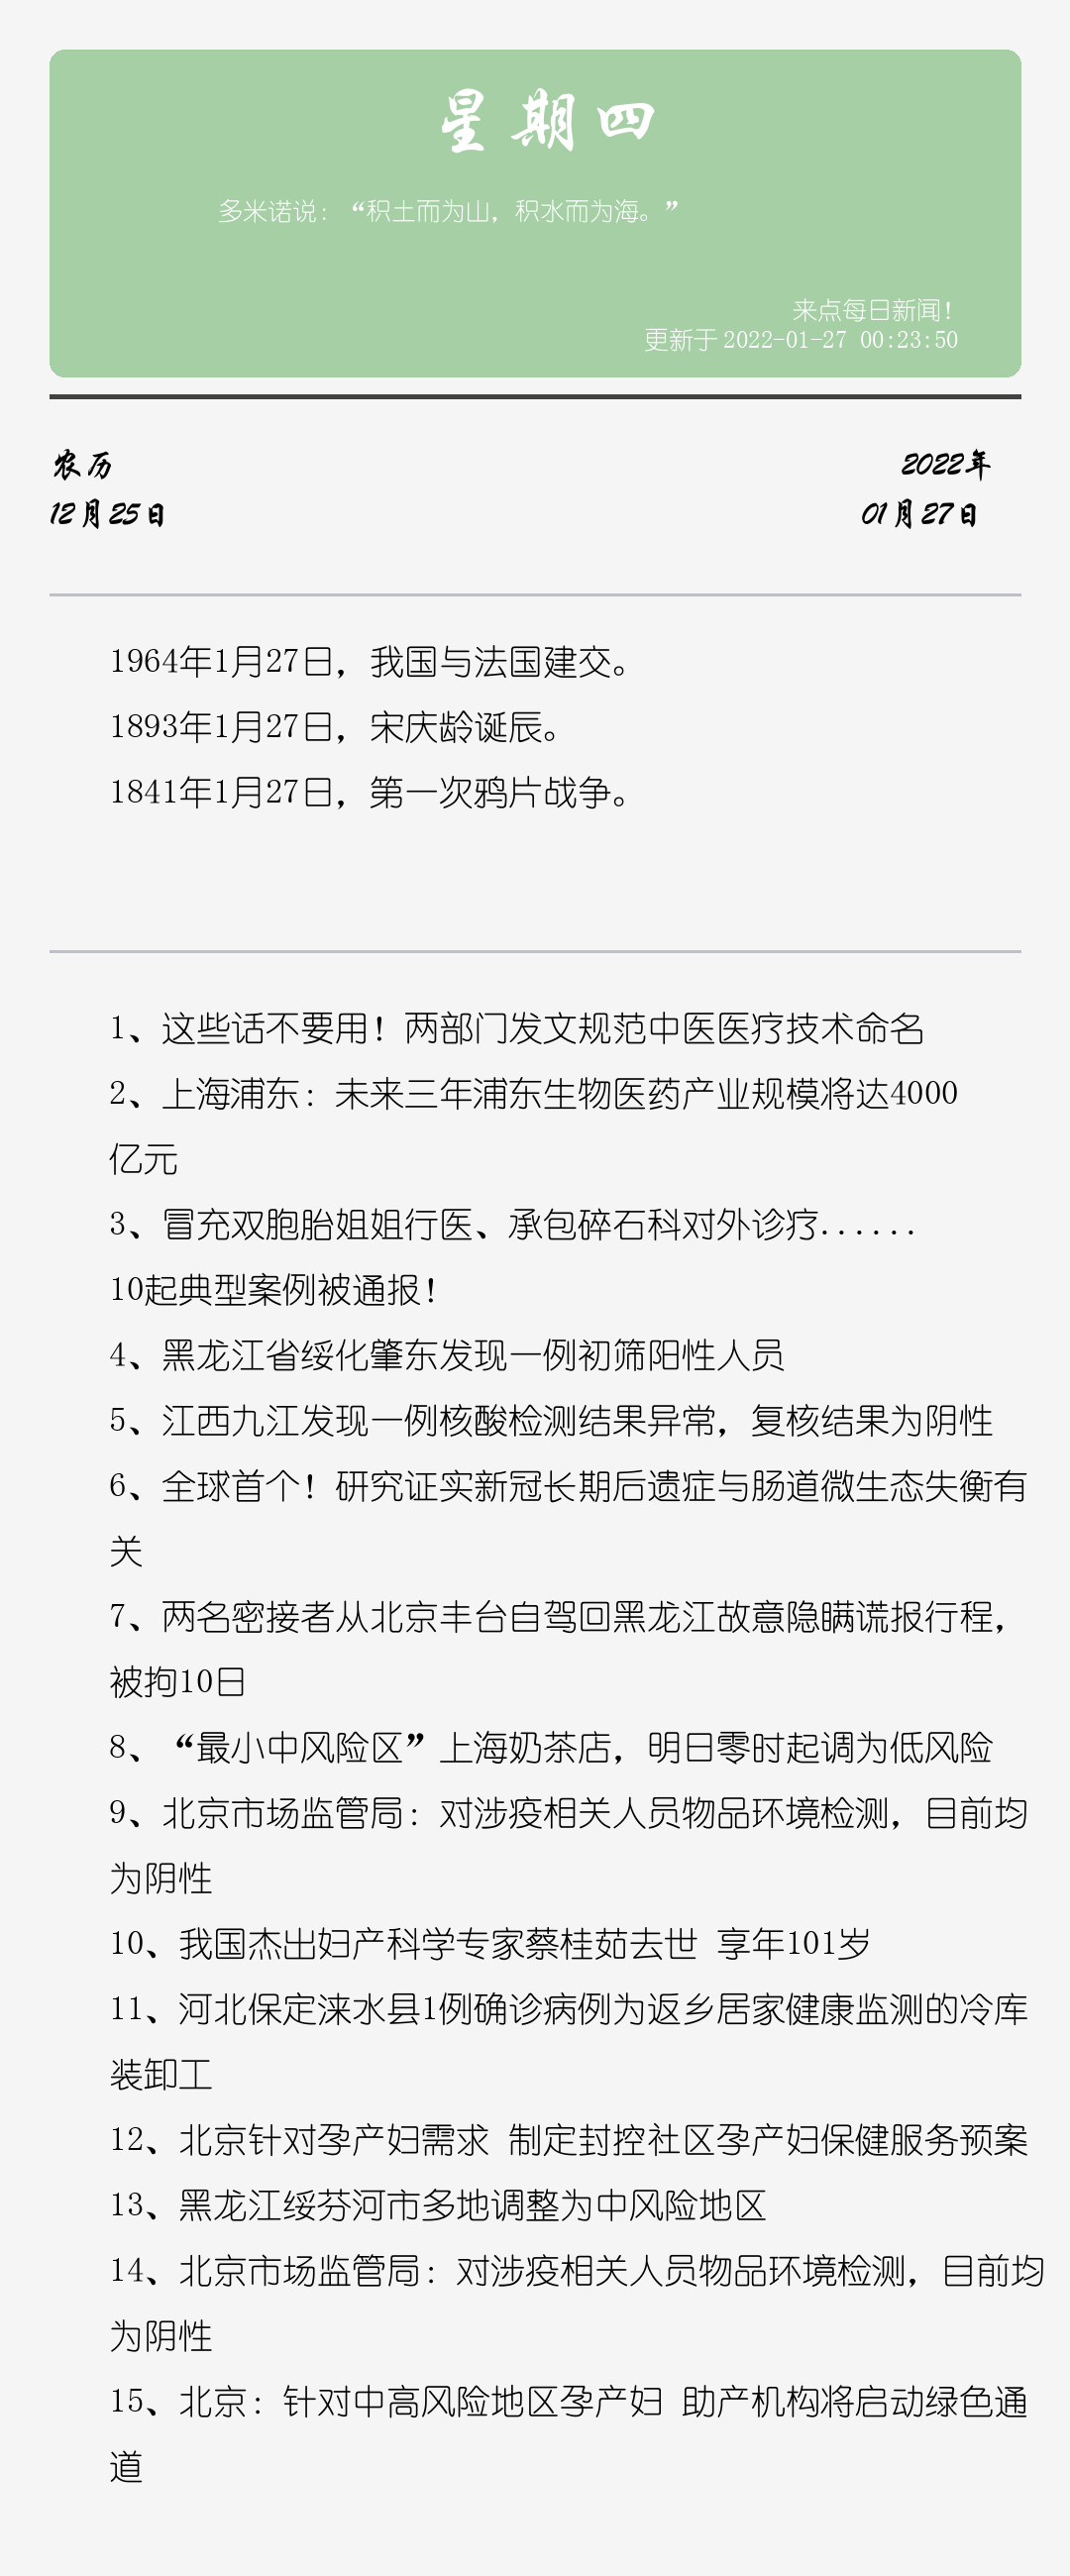 星期四
多米诺说：“积土而为山，积水而为海。”
来点每日新闻！
更新于2022-01-27 00:23:50
农历
2022年
12月25日
01月27日
1964年1月27日，我国与法国建交。
1893年1月27日，宋庆龄诞辰。
1841年1月27日，第一次鸦片战争。
1、这些话不要用！两部门发文规范中医医疗技术命名
2、上海浦东：未来三年浦东生物医药产业规模将达4000
亿元
3、冒充双胞胎姐姐行医、承包碎石科对外诊疗......
10起典型案例被通报！
4、黑龙江省绥化肇东发现一例初筛阳性人员
5、江西九江发现一例核酸检测结果异常，复核结果为阴性
6、全球首个！研究证实新冠长期后遗症与肠道微生态失衡有
关
7、两名密接者从北京丰台自驾回黑龙江故意隐瞒谎报行程，
被拘10日
8、“最小中风险区”上海奶茶店，明日零时起调为低风险
9、北京市场监管局：对涉疫相关人员物品环境检测，目前均
为阴性
10、我国杰出妇产科学专家蔡桂茹去世 享年101岁
11、河北保定涞水县1例确诊病例为返乡居家健康监测的冷库
装卸工
12、北京针对孕产妇需求 制定封控社区孕产妇保健服务预案
13、黑龙江绥芬河市多地调整为中风险地区
14、北京市场监管局：对涉疫相关人员物品环境检测，目前均
为阴性
15、北京：针对中高风险地区孕产妇 助产机构将启动绿色通
道